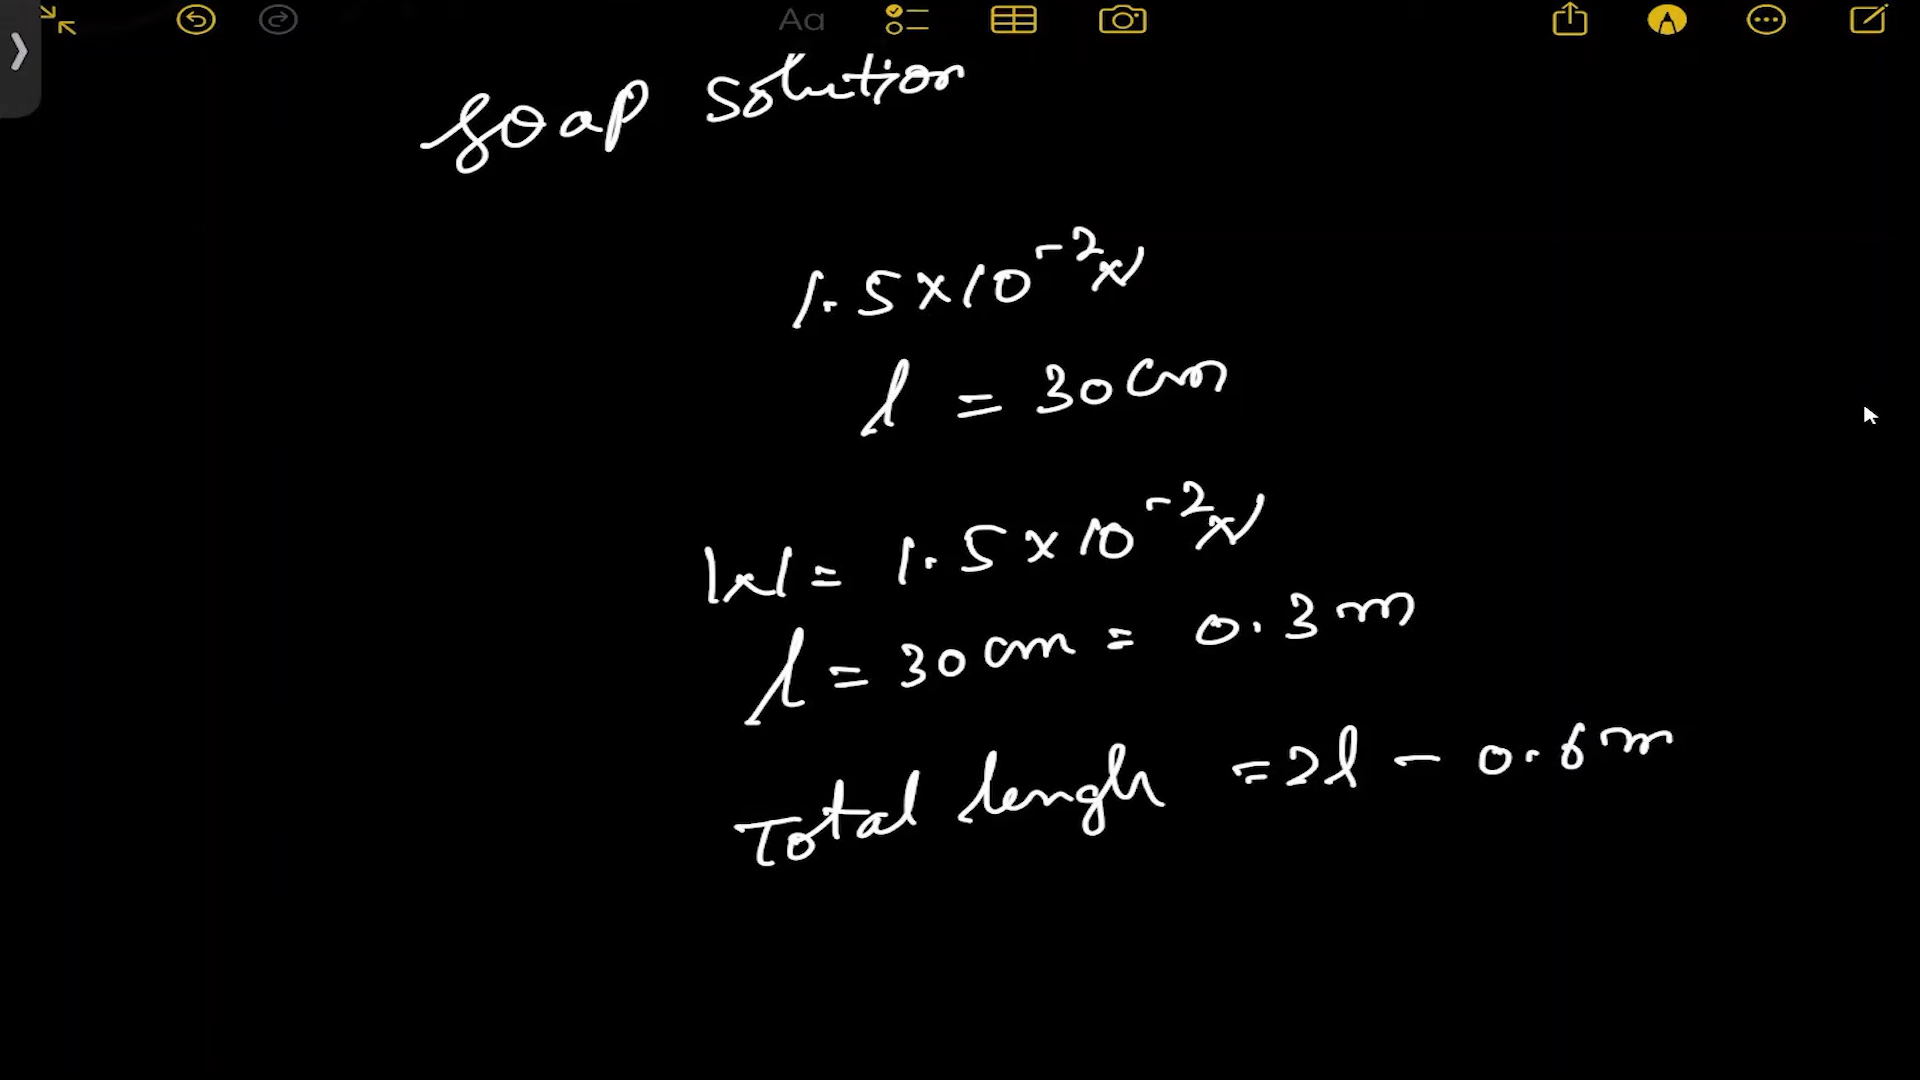 Aa
soap solution
1.5×10⁻²N
l = 30cm
W = 1.5×10⁻²N
l = 30cm = 0.3m
Total length = 2l - 0.6m